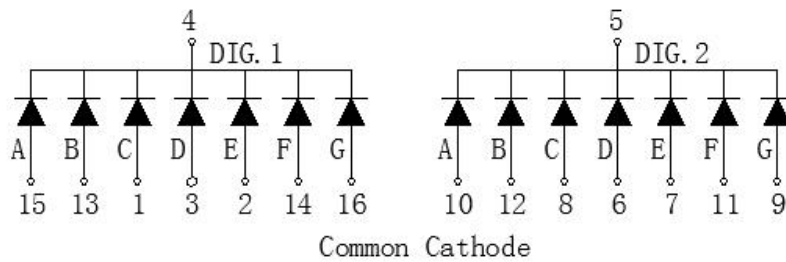 4 5
DIG. 1 DIG. 2
A B C D E F G A B C D E F G
15 13 1 3 2 14 16 10 12 8 6 7 11 9
Common Cathode